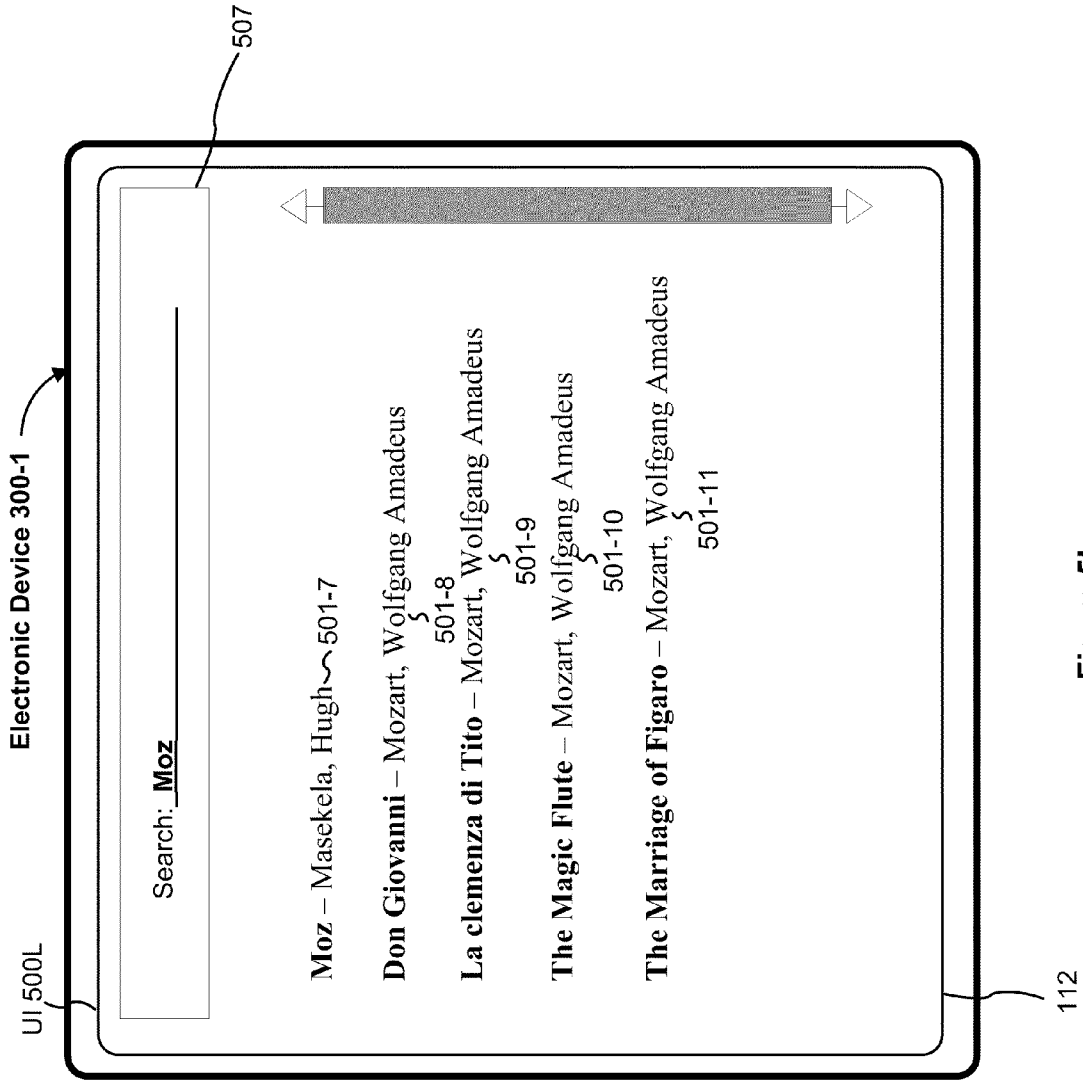 Electronic Device 300-1
UI 500L
507
Search: Moz
Moz – Masekela, Hugh 501-7
Don Giovanni – Mozart, Wolfgang Amadeus
501-8
La clemenza di Tito – Mozart, Wolfgang Amadeus
501-9
The Magic Flute – Mozart, Wolfgang Amadeus
501-10
The Marriage of Figaro – Mozart, Wolfgang Amadeus
501-11
112